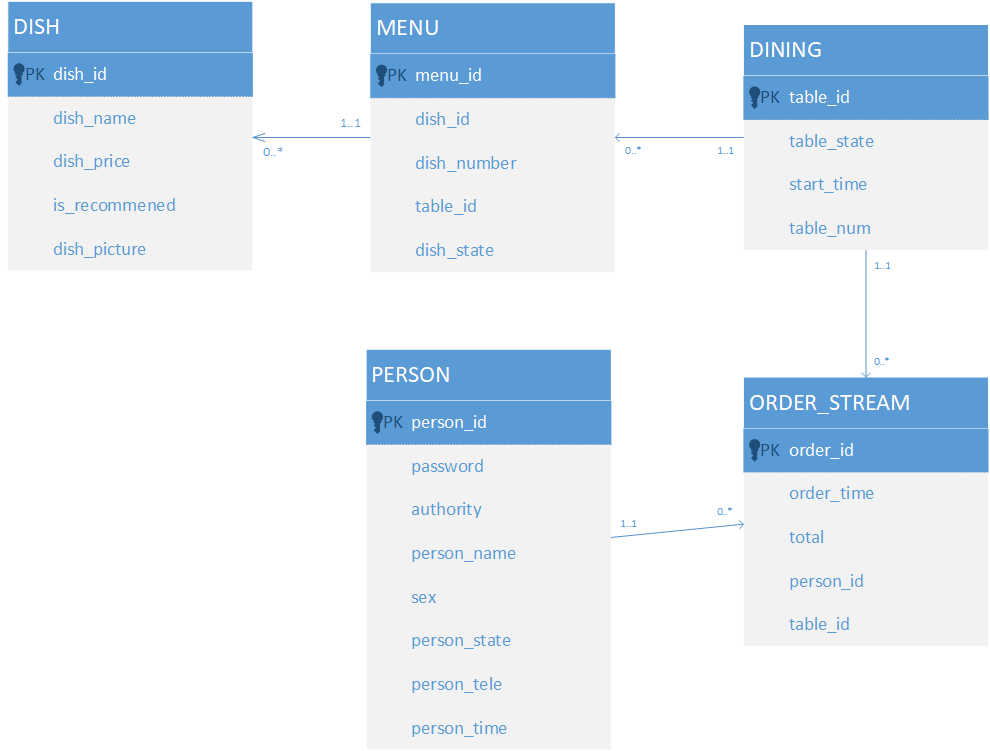 DISH
PK dish_id
dish_name
dish_price
is_recommened
dish_picture
1..1
0..*
MENU
PK menu_id
dish_id
dish_number
table_id
dish_state
0..*
1..1
DINING
PK table_id
table_state
start_time
table_num
1..1
0..*
PERSON
PK person_id
password
authority
person_name
sex
person_state
person_tele
person_time
1..1
0..*
ORDER_STREAM
PK order_id
order_time
total
person_id
table_id